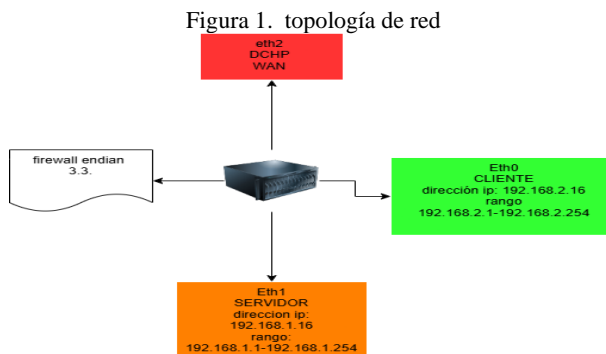 Figura 1. topología de red
eth2
DCHP
WAN
firewall endian
3.3.
Eth0
CLIENTE
dirección ip: 192.168.2.16
rango
192.168.2.1-192.168.2.254
Eth1
SERVIDOR
direccion ip:
192.168.1.16
rango:
192.168.1.1-192.168.1.254